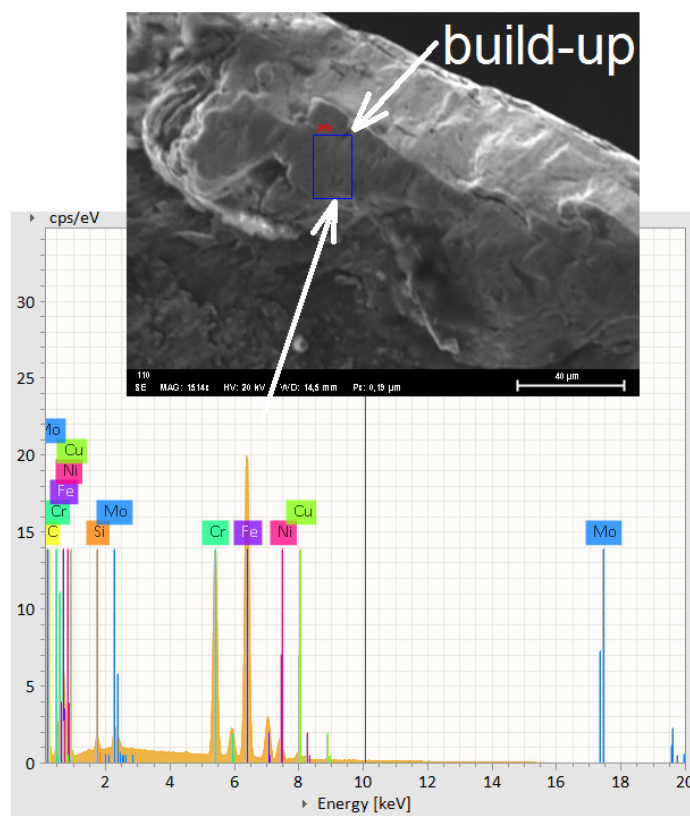 build-up
110
SE MAG: 1514x HV: 20 kV WD: 14,5 mm Px: 0,19 μm
40 μm
cps/eV
30
25
20
15
10
5
0
Mo
Cu
Ni
Fe
Cr
C
Si
Mo
Cr
Fe
Ni
Cu
Mo
2 4 6 8 10 12 14 16 18 20
Energy [keV]